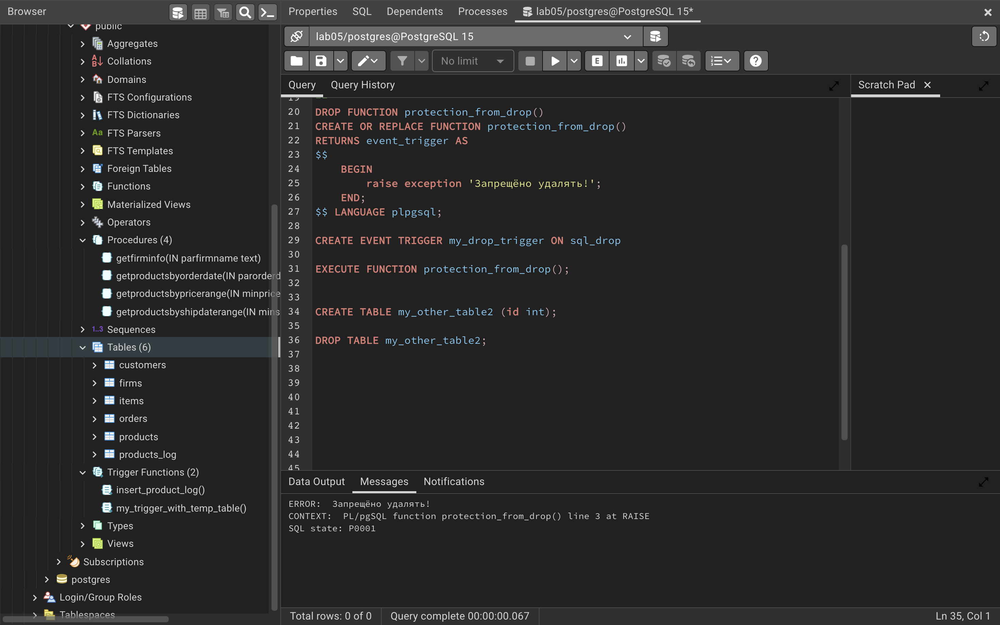 Browser
Properties
SQL
Dependents
Processes
lab05/postgres@PostgreSQL 15*
public
Aggregates
Collations
Domains
FTS Configurations
FTS Dictionaries
Aa FTS Parsers
FTS Templates
Foreign Tables
Functions
Materialized Views
Operators
Procedures (4)
getfirminfo(IN parfirmname text)
getproductsbyorderdate(IN parorderd
getproductsbypricerange(IN minprice
getproductsbyshipdaterange(IN mins
1..3 Sequences
Tables (6)
customers
firms
items
orders
products
products_log
Trigger Functions (2)
insert_product_log()
my_trigger_with_temp_table()
Types
Views
Subscriptions
postgres
Login/Group Roles
Tablespaces
lab05/postgres@PostgreSQL 15
No limit
E
Query
Query History
Scratch Pad
19 --
20 DROP FUNCTION protection_from_drop()
21 CREATE OR REPLACE FUNCTION protection_from_drop()
22 RETURNS event_trigger AS
23 $$
24 BEGIN
25 raise exception 'Запрещёно удалять!';
26 END;
27 $$ LANGUAGE plpgsql;
28
29 CREATE EVENT TRIGGER my_drop_trigger ON sql_drop
30
31 EXECUTE FUNCTION protection_from_drop();
32
33
34 CREATE TABLE my_other_table2 (id int);
35
36 DROP TABLE my_other_table2;
37
38
39
40
41
42
43
44
45
Data Output
Messages
Notifications
ERROR:  Запрещёно удалять!
CONTEXT:  PL/pgSQL function protection_from_drop() line 3 at RAISE
SQL state: P0001
Total rows: 0 of 0
Query complete 00:00:00.067
Ln 35, Col 1